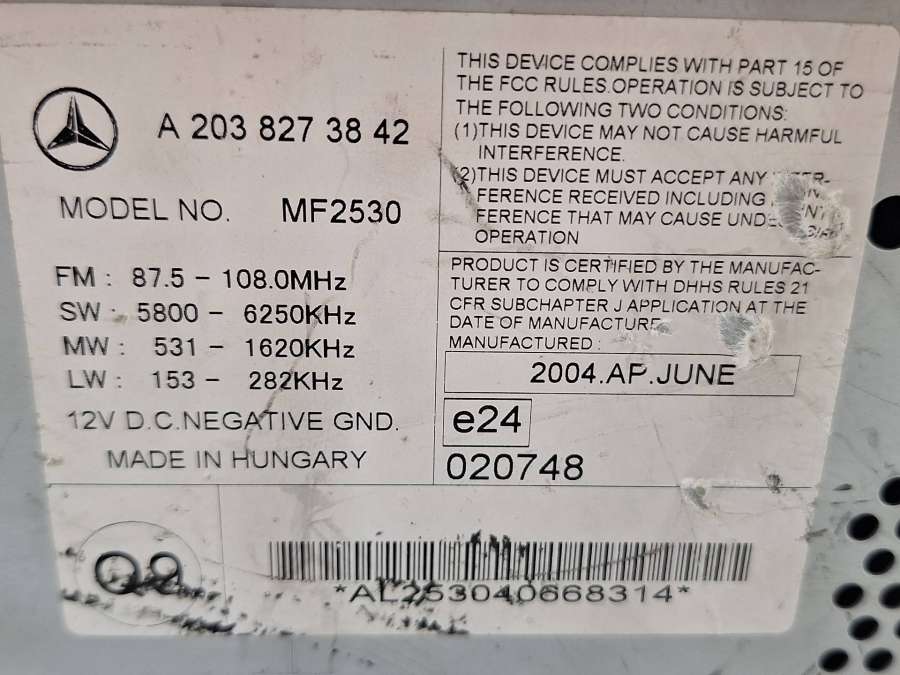 A 203 827 38 42
MODEL NO. MF2530
FM : 87.5 - 108.0MHz
SW : 5800 - 6250KHz
MW : 531 - 1620KHz
LW : 153 - 282KHz
12V D.C.NEGATIVE GND.
MADE IN HUNGARY
THIS DEVICE COMPLIES WITH PART 15 OF
THE FCC RULES.OPERATION IS SUBJECT TO
THE FOLLOWING TWO CONDITIONS:
(1)THIS DEVICE MAY NOT CAUSE HARMFUL
INTERFERENCE.
(2)THIS DEVICE MUST ACCEPT ANY
FERENCE RECEIVED INCLUDING
FERENCE THAT MAY CAUSE
OPERATION
PRODUCT IS CERTIFIED BY THE MANUFAC-
TURER TO COMPLY WITH DHHS RULES 21
CFR SUBCHAPTER J APPLICATION AT THE
DATE OF MANUFACTURE
MANUFACTURED :
2004.AP.JUNE
e24
020748
*AL253040668314*